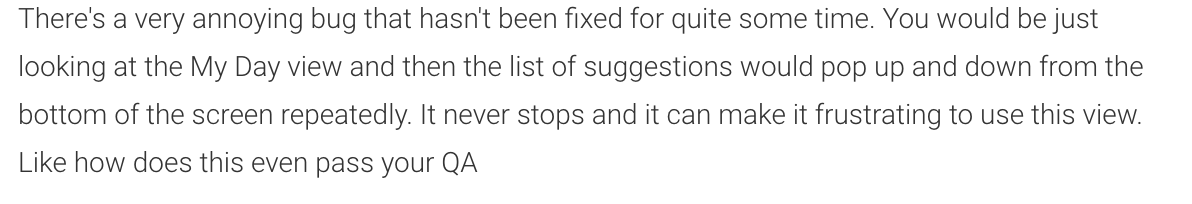 There's a very annoying bug that hasn't been fixed for quite some time. You would be just
looking at the My Day view and then the list of suggestions would pop up and down from the
bottom of the screen repeatedly. It never stops and it can make it frustrating to use this view.
Like how does this even pass your QA